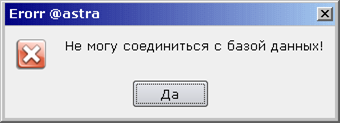 Erorr @astra
Не могу соединиться с базой данных!
Да